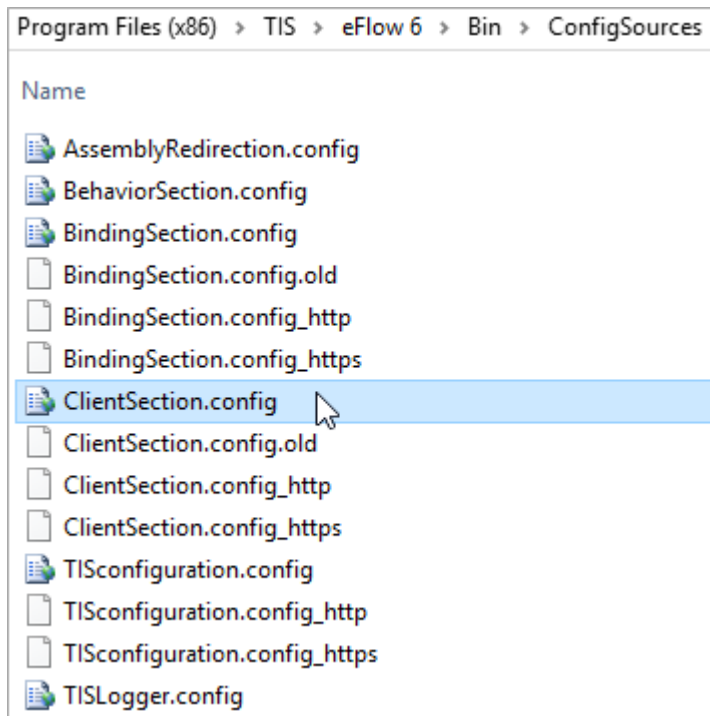 Program Files (x86) > TIS > eFlow 6 > Bin > ConfigSources
Name
AssemblyRedirection.config
BehaviorSection.config
BindingSection.config
BindingSection.config.old
BindingSection.config_http
BindingSection.config_https
ClientSection.config
ClientSection.config.old
ClientSection.config_http
ClientSection.config_https
TISconfiguration.config
TISconfiguration.config_http
TISconfiguration.config_https
TISLogger.config